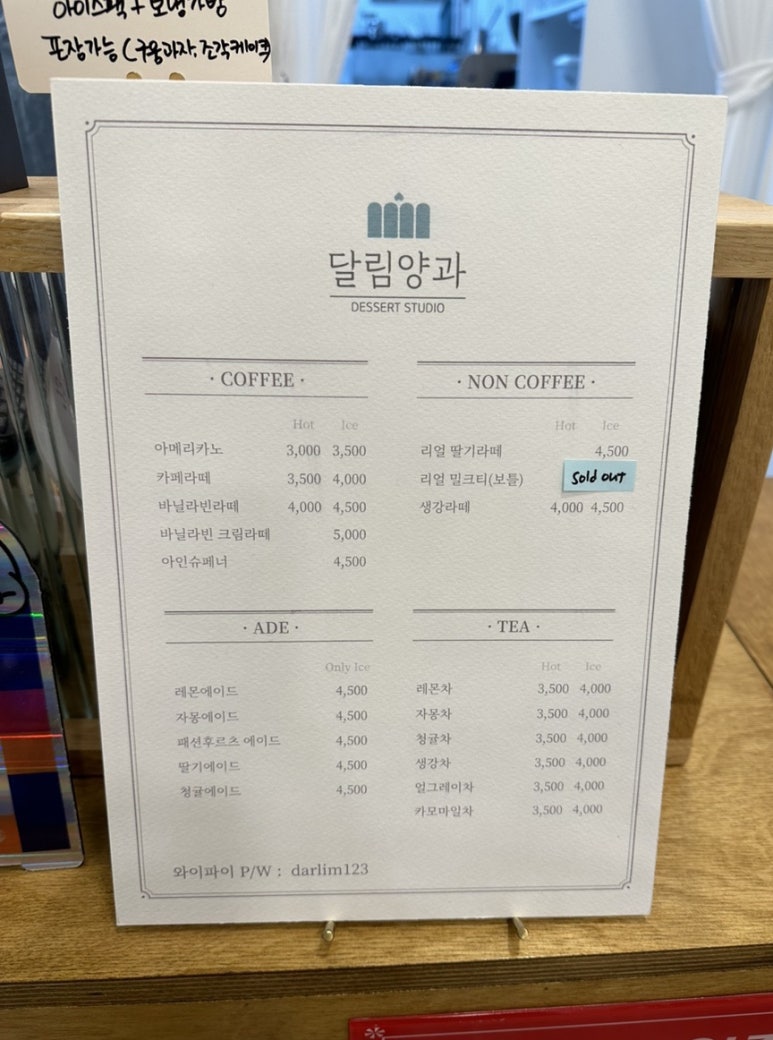 아이스팩 + 보냉가방
포장가능 (구움과자, 조각케이크)
달림양과
DESSERT STUDIO
· COFFEE ·
Hot Ice
아메리카노 3,000 3,500
카페라떼 3,500 4,000
바닐라빈라떼 4,000 4,500
바닐라빈 크림라떼 5,000
아인슈페너 4,500
· NON COFFEE ·
Hot Ice
리얼 딸기라떼 4,500
리얼 밀크티(보틀) Sold out
생강라떼 4,000 4,500
· ADE ·
Only Ice
레몬에이드 4,500
자몽에이드 4,500
패션후르츠 에이드 4,500
딸기에이드 4,500
청귤에이드 4,500
· TEA ·
Hot Ice
레몬차 3,500 4,000
자몽차 3,500 4,000
청귤차 3,500 4,000
생강차 3,500 4,000
얼그레이차 3,500 4,000
카모마일차 3,500 4,000
와이파이 P/W : darlim123